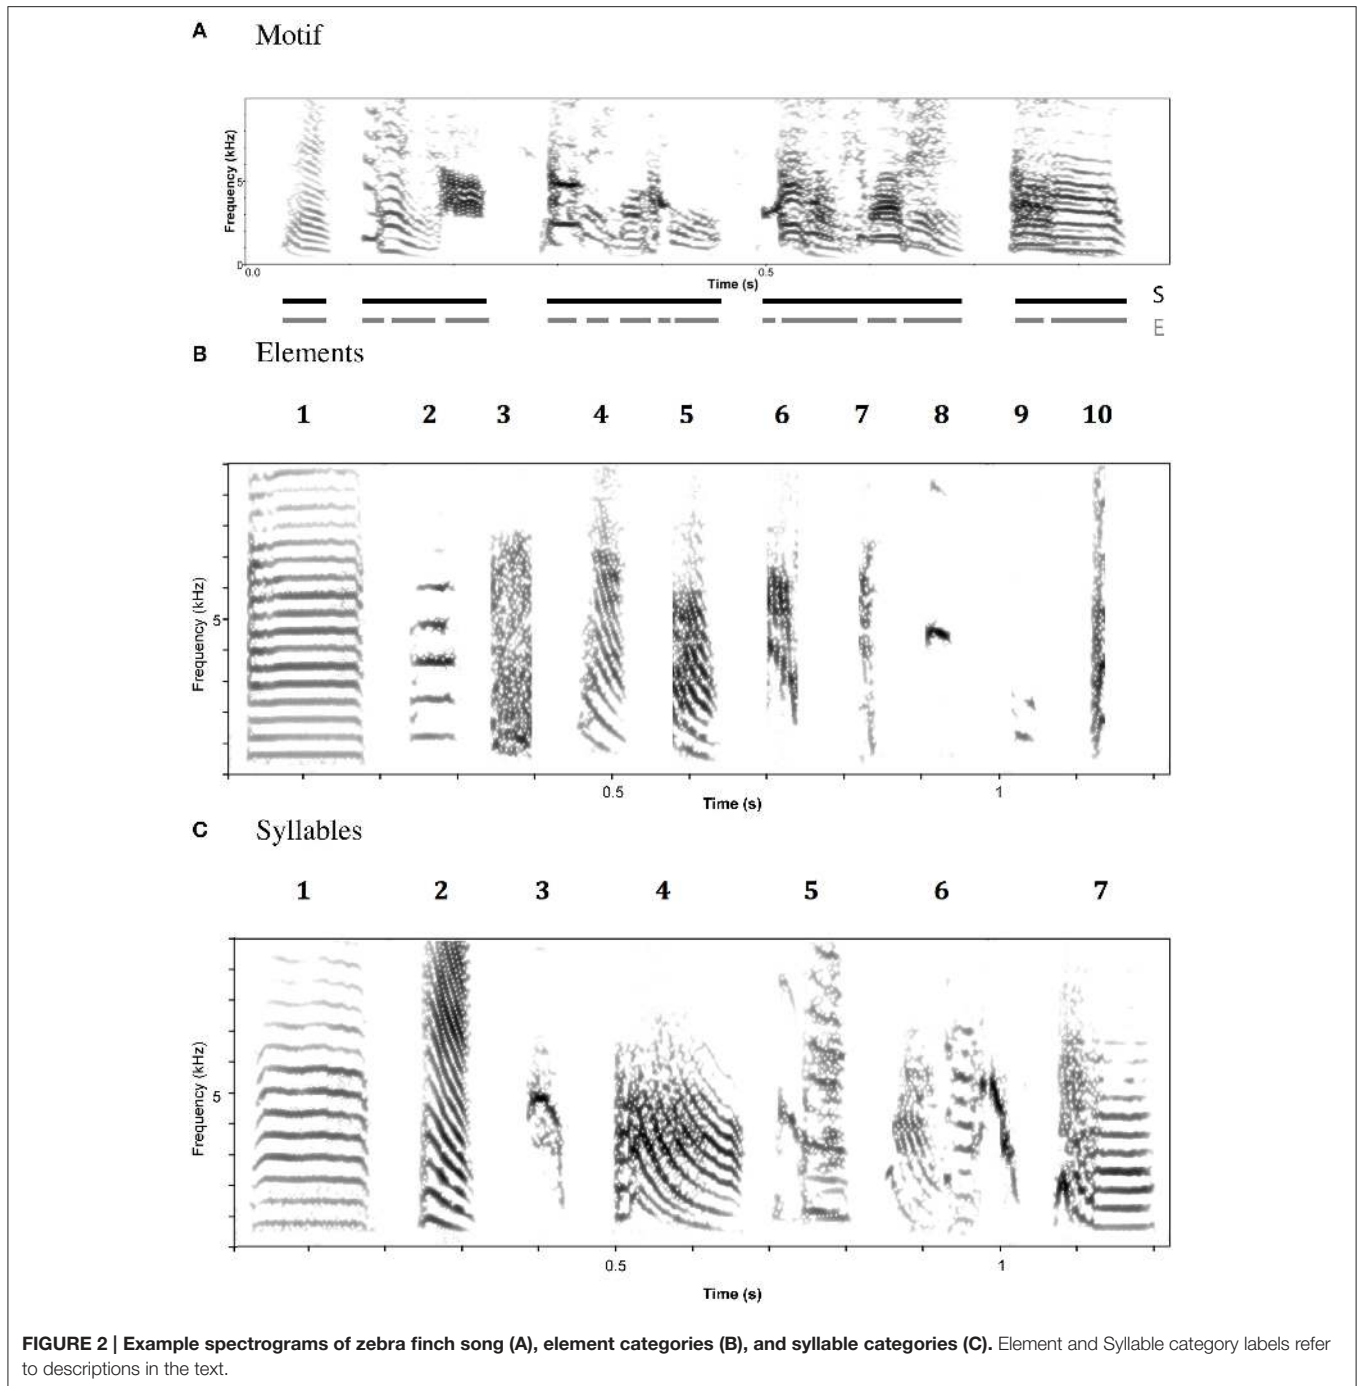 A Motif
Frequency (kHz)
5
0
0.0 0.5
Time (s)
S
E
B Elements
1 2 3 4 5 6 7 8 9 10
Frequency (kHz)
5
0.5 1
Time (s)
C Syllables
1 2 3 4 5 6 7
Frequency (kHz)
5
0.5 1
Time (s)
FIGURE 2 | Example spectrograms of zebra finch song (A), element categories (B), and syllable categories (C). Element and Syllable category labels refer
to descriptions in the text.